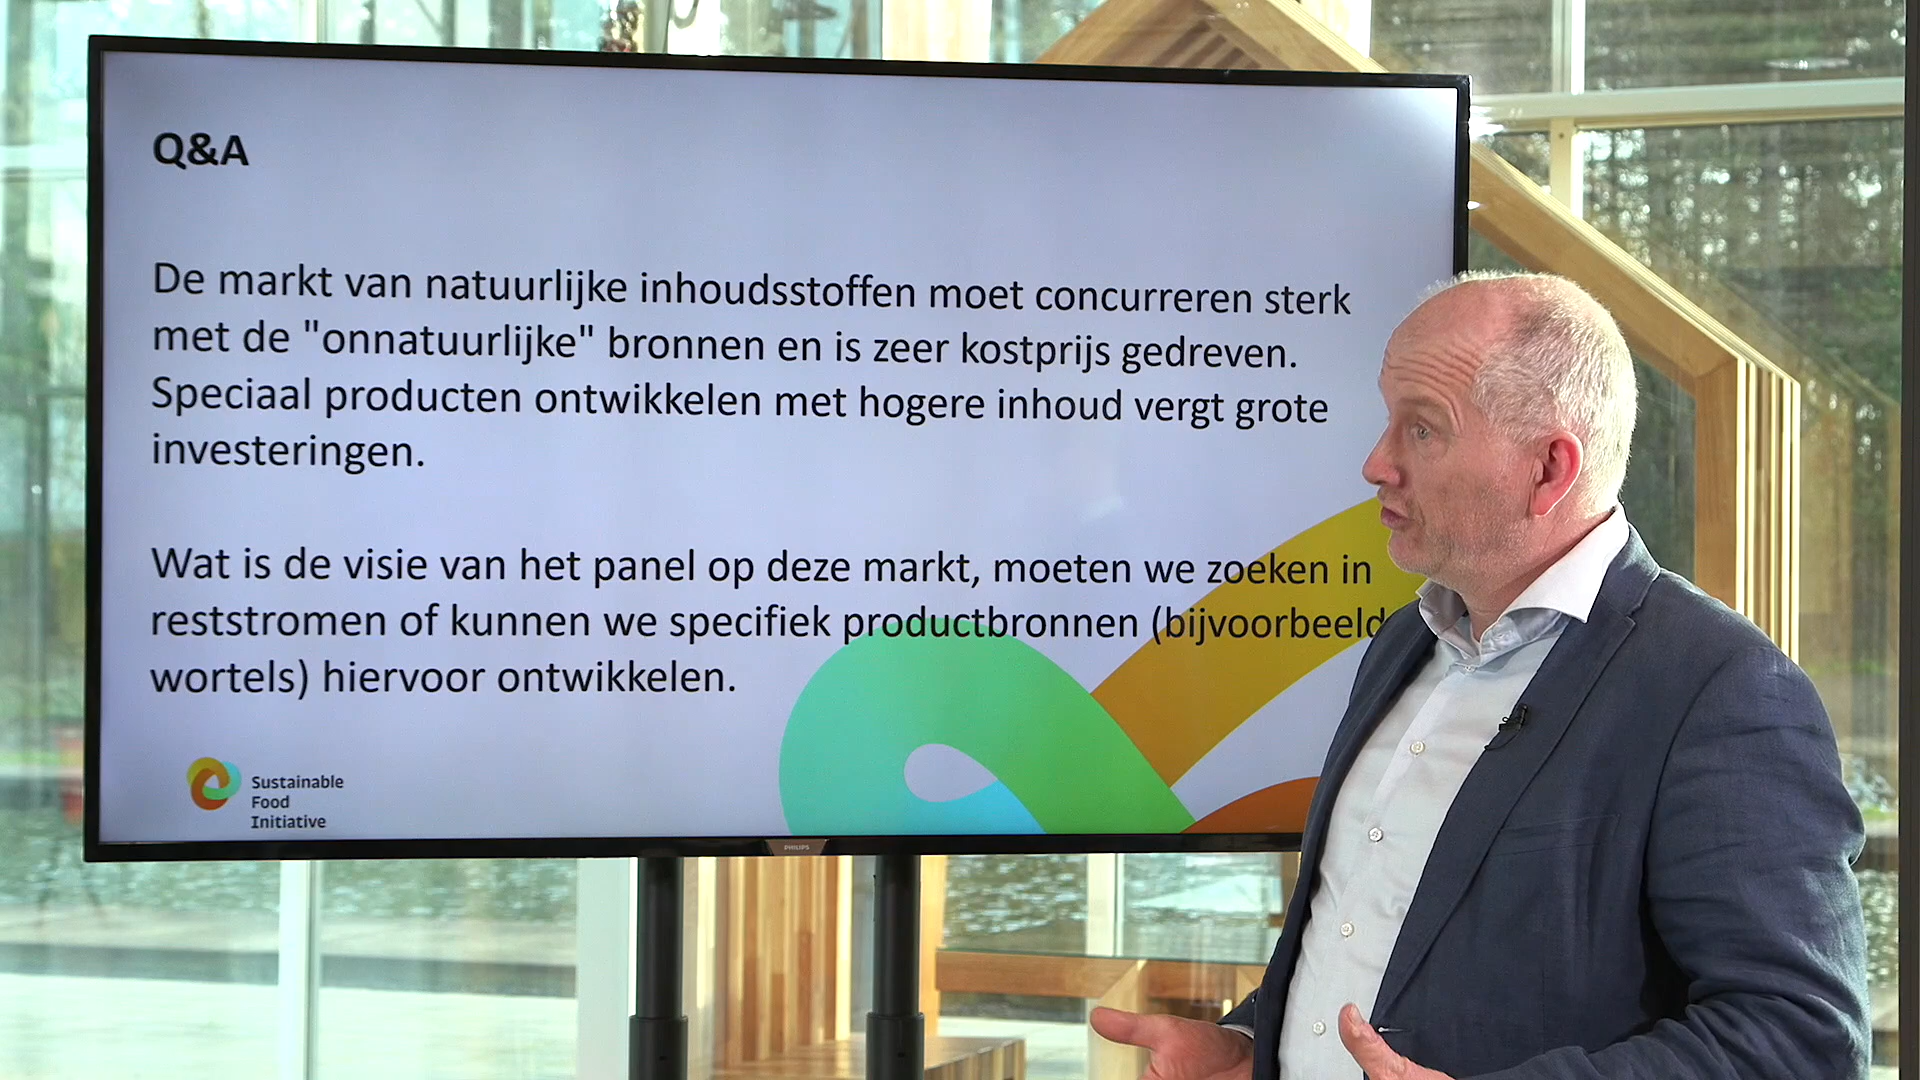 Q&A
De markt van natuurlijke inhoudsstoffen moet concurreren sterk
met de "onnatuurlijke" bronnen en is zeer kostprijs gedreven.
Speciaal producten ontwikkelen met hogere inhoud vergt grote
investeringen.
Wat is de visie van het panel op deze markt, moeten we zoeken in
reststromen of kunnen we specifiek productbronnen (bijvoorbeeld
wortels) hiervoor ontwikkelen.
Sustainable
Food
Initiative
PHILIPS